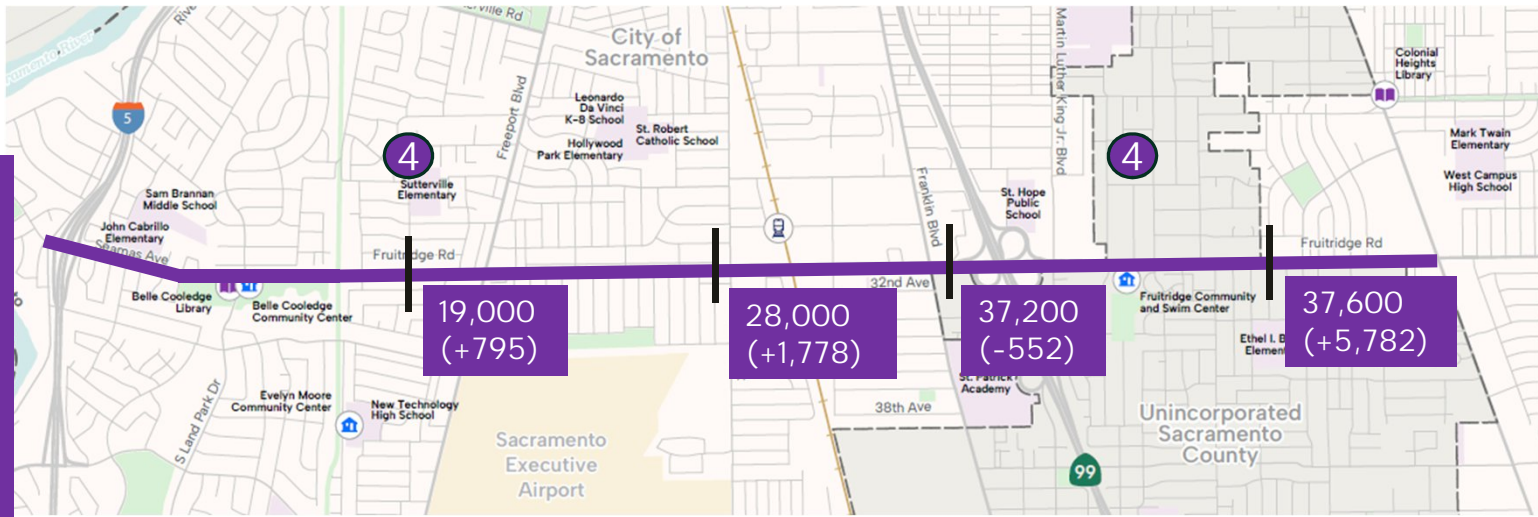 erville Rd
Rive
Sacramento River
City of
Sacramento
Martin Luther King Jr. Blvd
Colonial
Heights
Library
5
Freeport Blvd
Leonardo
Da Vinci
K-8 School
St. Robert
Catholic School
Hollywood
Park Elementary
4
4
Mark Twain
Elementary
West Campus
High School
Sutterville
Elementary
Sam Brannan
Middle School
Franklin Blvd
St. Hope
Public
School
John Cabrillo
Elementary
Seamas Ave
Fruitridge Rd
Fruitridge Rd
32nd Ave
Belle Cooledge
Library
Belle Cooledge
Community Center
Fruitridge Community
and Swim Center
19,000
(+795)
28,000
(+1,778)
37,200
(-552)
37,600
(+5,782)
Ethel I. B
Element
St. Patrick
Academy
S Land Park Dr
Evelyn Moore
Community Center
New Technology
High School
38th Ave
Sacramento
Executive
Airport
Unincorporated
Sacramento
County
99